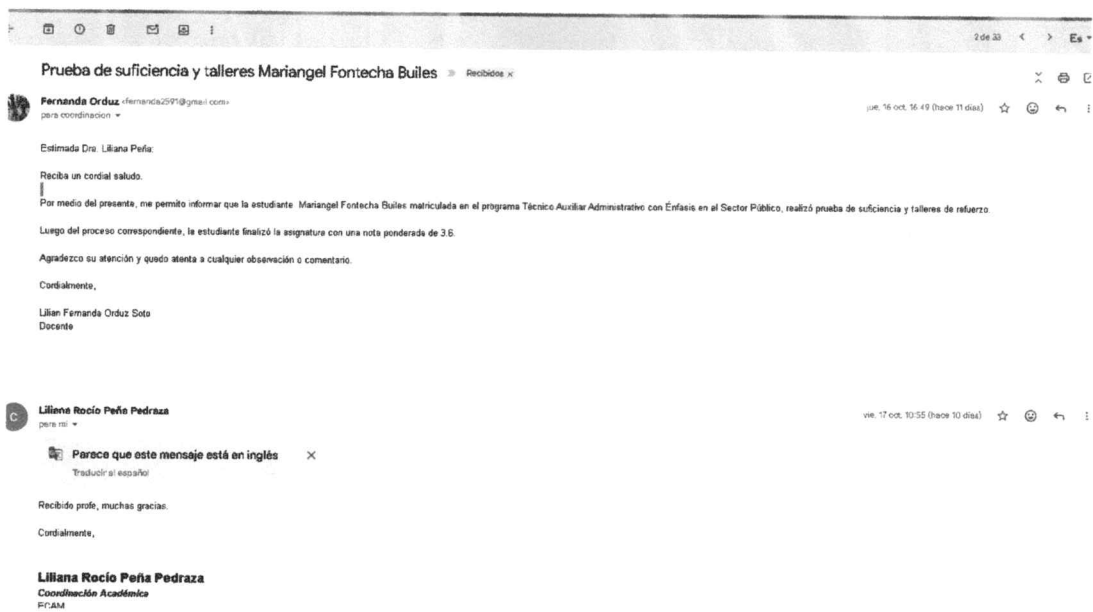 2 de 33
Es
Prueba de suficiencia y talleres Mariangel Fontecha Builes Recibidos x
Fernanda Orduz <fernanda2591@gmail.com>
jue, 16 oct, 16:49 (hace 11 días)
para coordinacion
Estimada Dra. Liliana Peña:
Reciba un cordial saludo.
Por medio del presente, me permito informar que la estudiante Mariangel Fontecha Builes matriculada en el programa Técnico Auxiliar Administrativo con Énfasis en el Sector Público, realizó prueba de suficiencia y talleres de refuerzo.
Luego del proceso correspondiente, la estudiante finalizó la asignatura con una nota ponderada de 3.6.
Agradezco su atención y quedo atenta a cualquier observación o comentario.
Cordialmente,
Lilian Fernanda Orduz Soto
Docente
C
Liliana Rocío Peña Pedraza
vie, 17 oct, 10:55 (hace 10 días)
para mí
Parece que este mensaje está en inglés
Traducir al español
Recibido profe, muchas gracias.
Cordialmente,
Liliana Rocío Peña Pedraza
Coordinación Académica
ECAM